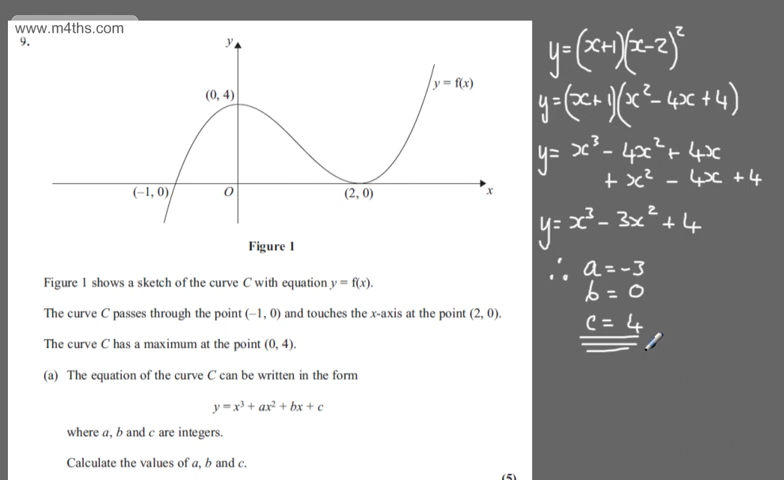 www.m4ths.com
9.
y
(0, 4)
y = f(x)
(–1, 0)
O
(2, 0)
x
Figure 1
Figure 1 shows a sketch of the curve C with equation y = f(x).
The curve C passes through the point (–1, 0) and touches the x-axis at the point (2, 0).
The curve C has a maximum at the point (0, 4).
(a) The equation of the curve C can be written in the form
y = x³ + ax² + bx + c
where a, b and c are integers.
Calculate the values of a, b and c.
(5)
y=(x+1)(x-2)²
y=(x+1)(x²-4x+4)
y= x³-4x²+4x
+x²-4x+4
y=x³-3x²+4
∴ a=-3
b=0
c=4